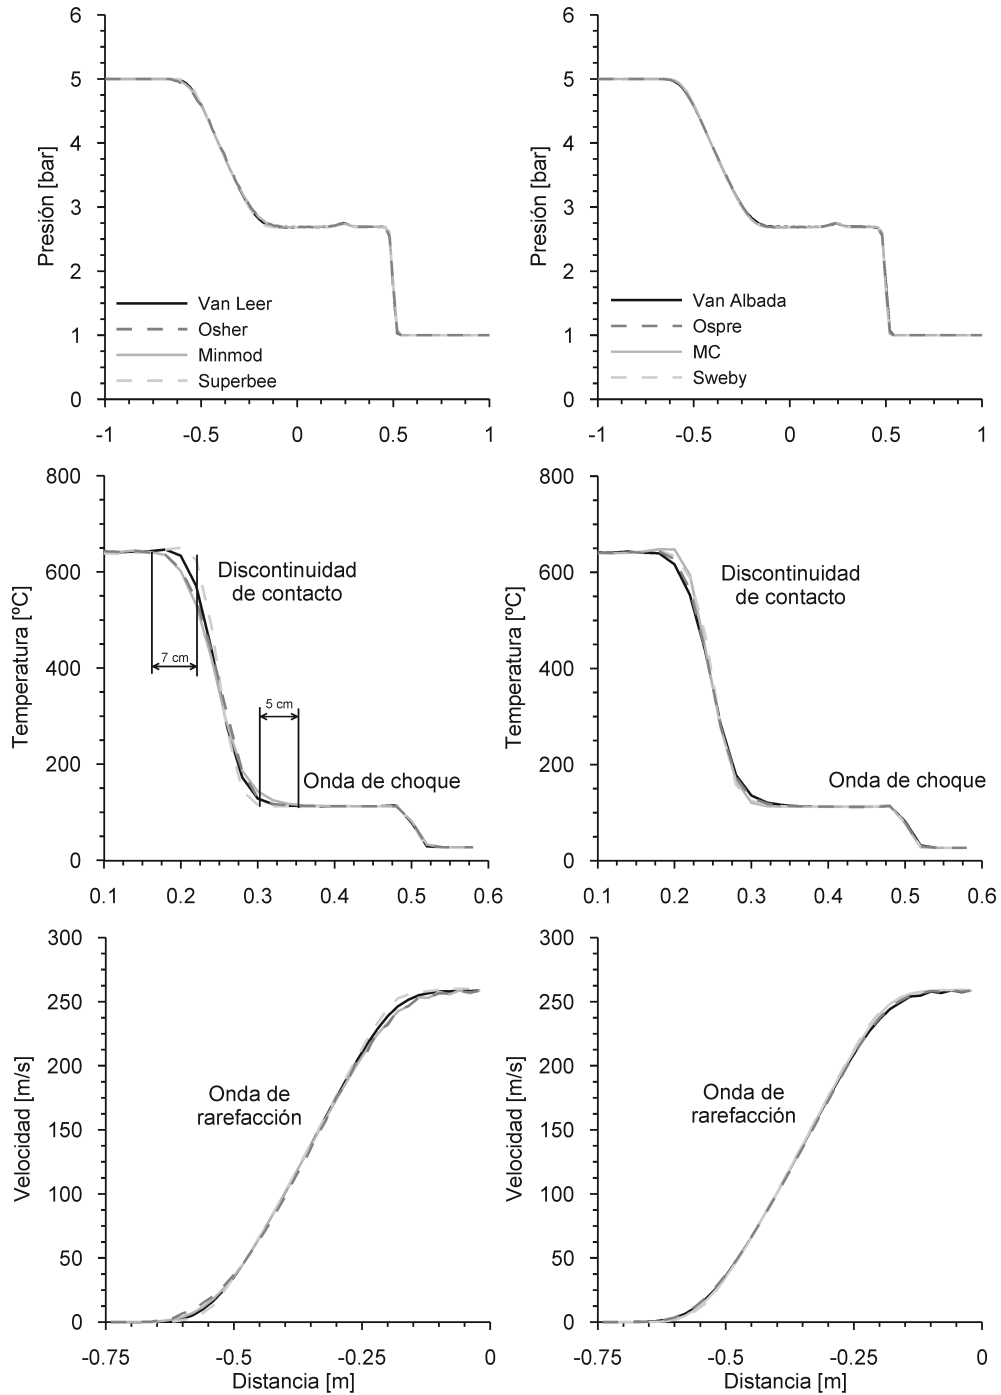 6
5
4
3
2
1
0
Presión [bar]
Van Leer
Osher
Minmod
Superbee
-1 -0.5 0 0.5 1
6
5
4
3
2
1
0
Presión [bar]
Van Albada
Ospre
MC
Sweby
-1 -0.5 0 0.5 1
800
600
400
200
0
Temperatura [ºC]
Discontinuidad
de contacto
7 cm
5 cm
Onda de choque
0.1 0.2 0.3 0.4 0.5 0.6
800
600
400
200
0
Temperatura [ºC]
Discontinuidad
de contacto
Onda de choque
0.1 0.2 0.3 0.4 0.5 0.6
300
250
200
150
100
50
0
Velocidad [m/s]
Onda de
rarefacción
-0.75 -0.5 -0.25 0
Distancia [m]
300
250
200
150
100
50
0
Velocidad [m/s]
Onda de
rarefacción
-0.75 -0.5 -0.25 0
Distancia [m]